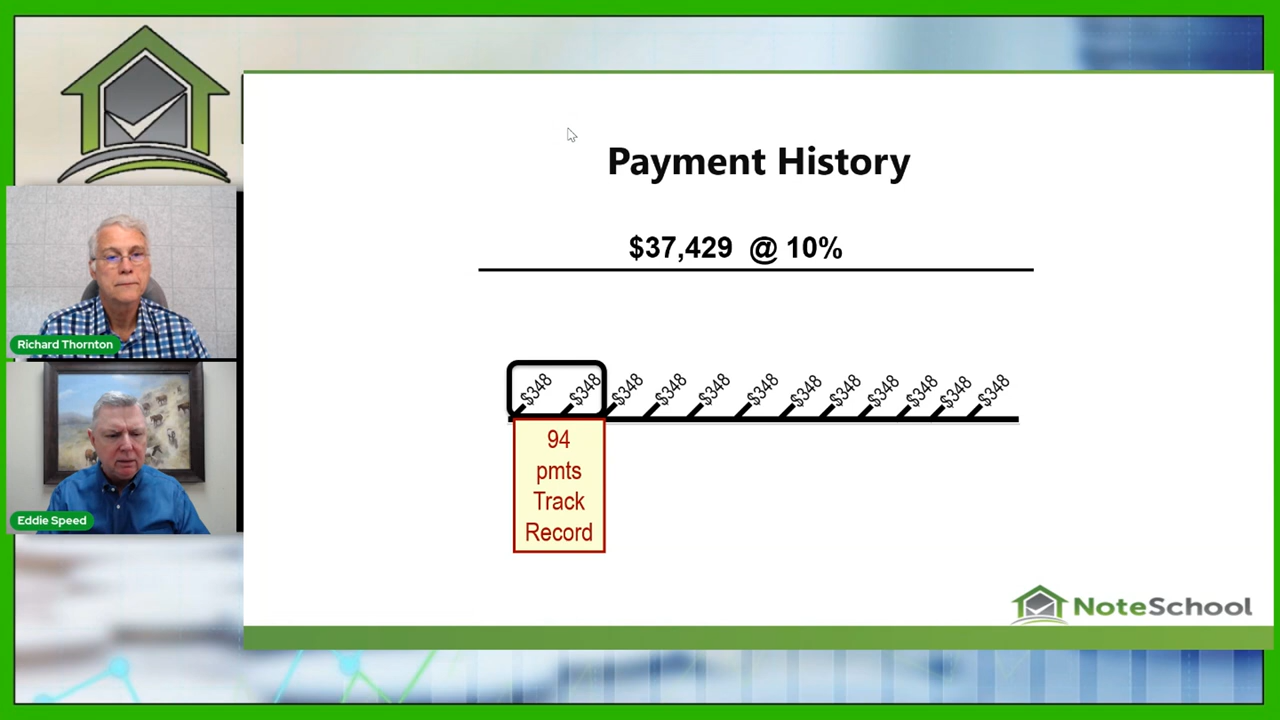 Payment History
$37,429 @ 10%
$348 $348 $348 $348 $348 $348 $348 $348 $348 $348 $348 $348
94
pmts
Track
Record
Richard Thornton
Eddie Speed
NoteSchool